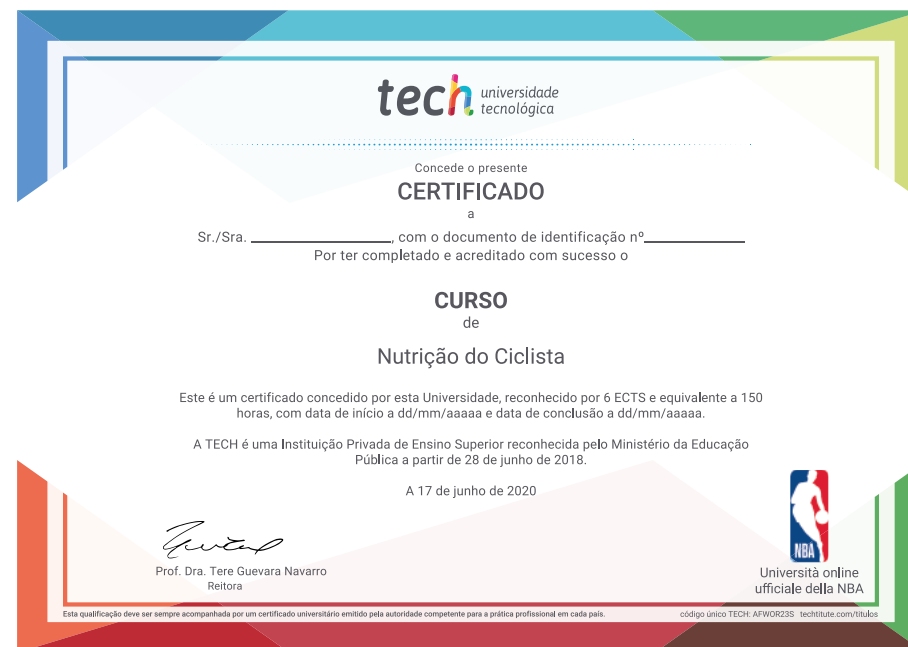 tech universidade
tecnológica
Concede o presente
CERTIFICADO
a
Sr./Sra. ____________________, com o documento de identificação nº______________
Por ter completado e acreditado com sucesso o
CURSO
de
Nutrição do Ciclista
Este é um certificado concedido por esta Universidade, reconhecido por 6 ECTS e equivalente a 150
horas, com data de início a dd/mm/aaaaa e data de conclusão a dd/mm/aaaaa.
A TECH é uma Instituição Privada de Ensino Superior reconhecida pelo Ministério da Educação
Pública a partir de 28 de junho de 2018.
A 17 de junho de 2020
Prof. Dra. Tere Guevara Navarro
Reitora
NBA
Università online
ufficiale della NBA
Esta qualificação deve ser sempre acompanhada por um certificado universitário emitido pela autoridade competente para a prática profissional em cada país.
código único TECH: AFWOR23S techtitute.com/titulos